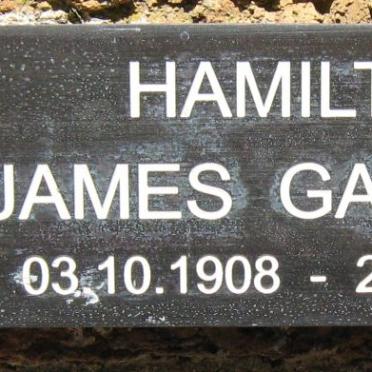 HAMILT
JAMES GA
03.10.1908 - 2